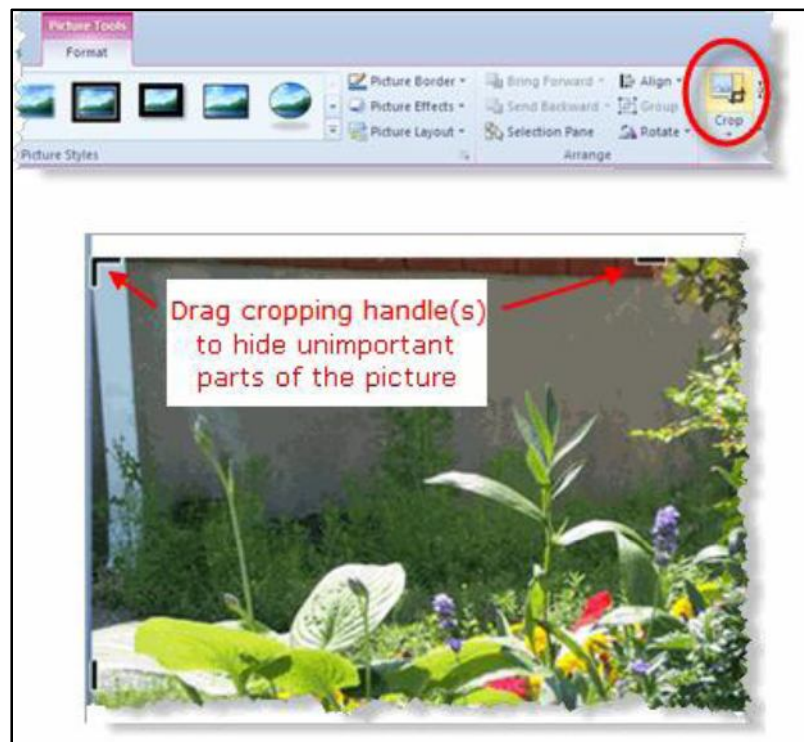 Picture Tools
s Format
Picture Border
Picture Effects
Picture Layout
Bring Forward
Send Backward
Selection Pane
Align
Group
Rotate
Crop
Picture Styles
Arrange
Drag cropping handle(s)
to hide unimportant
parts of the picture